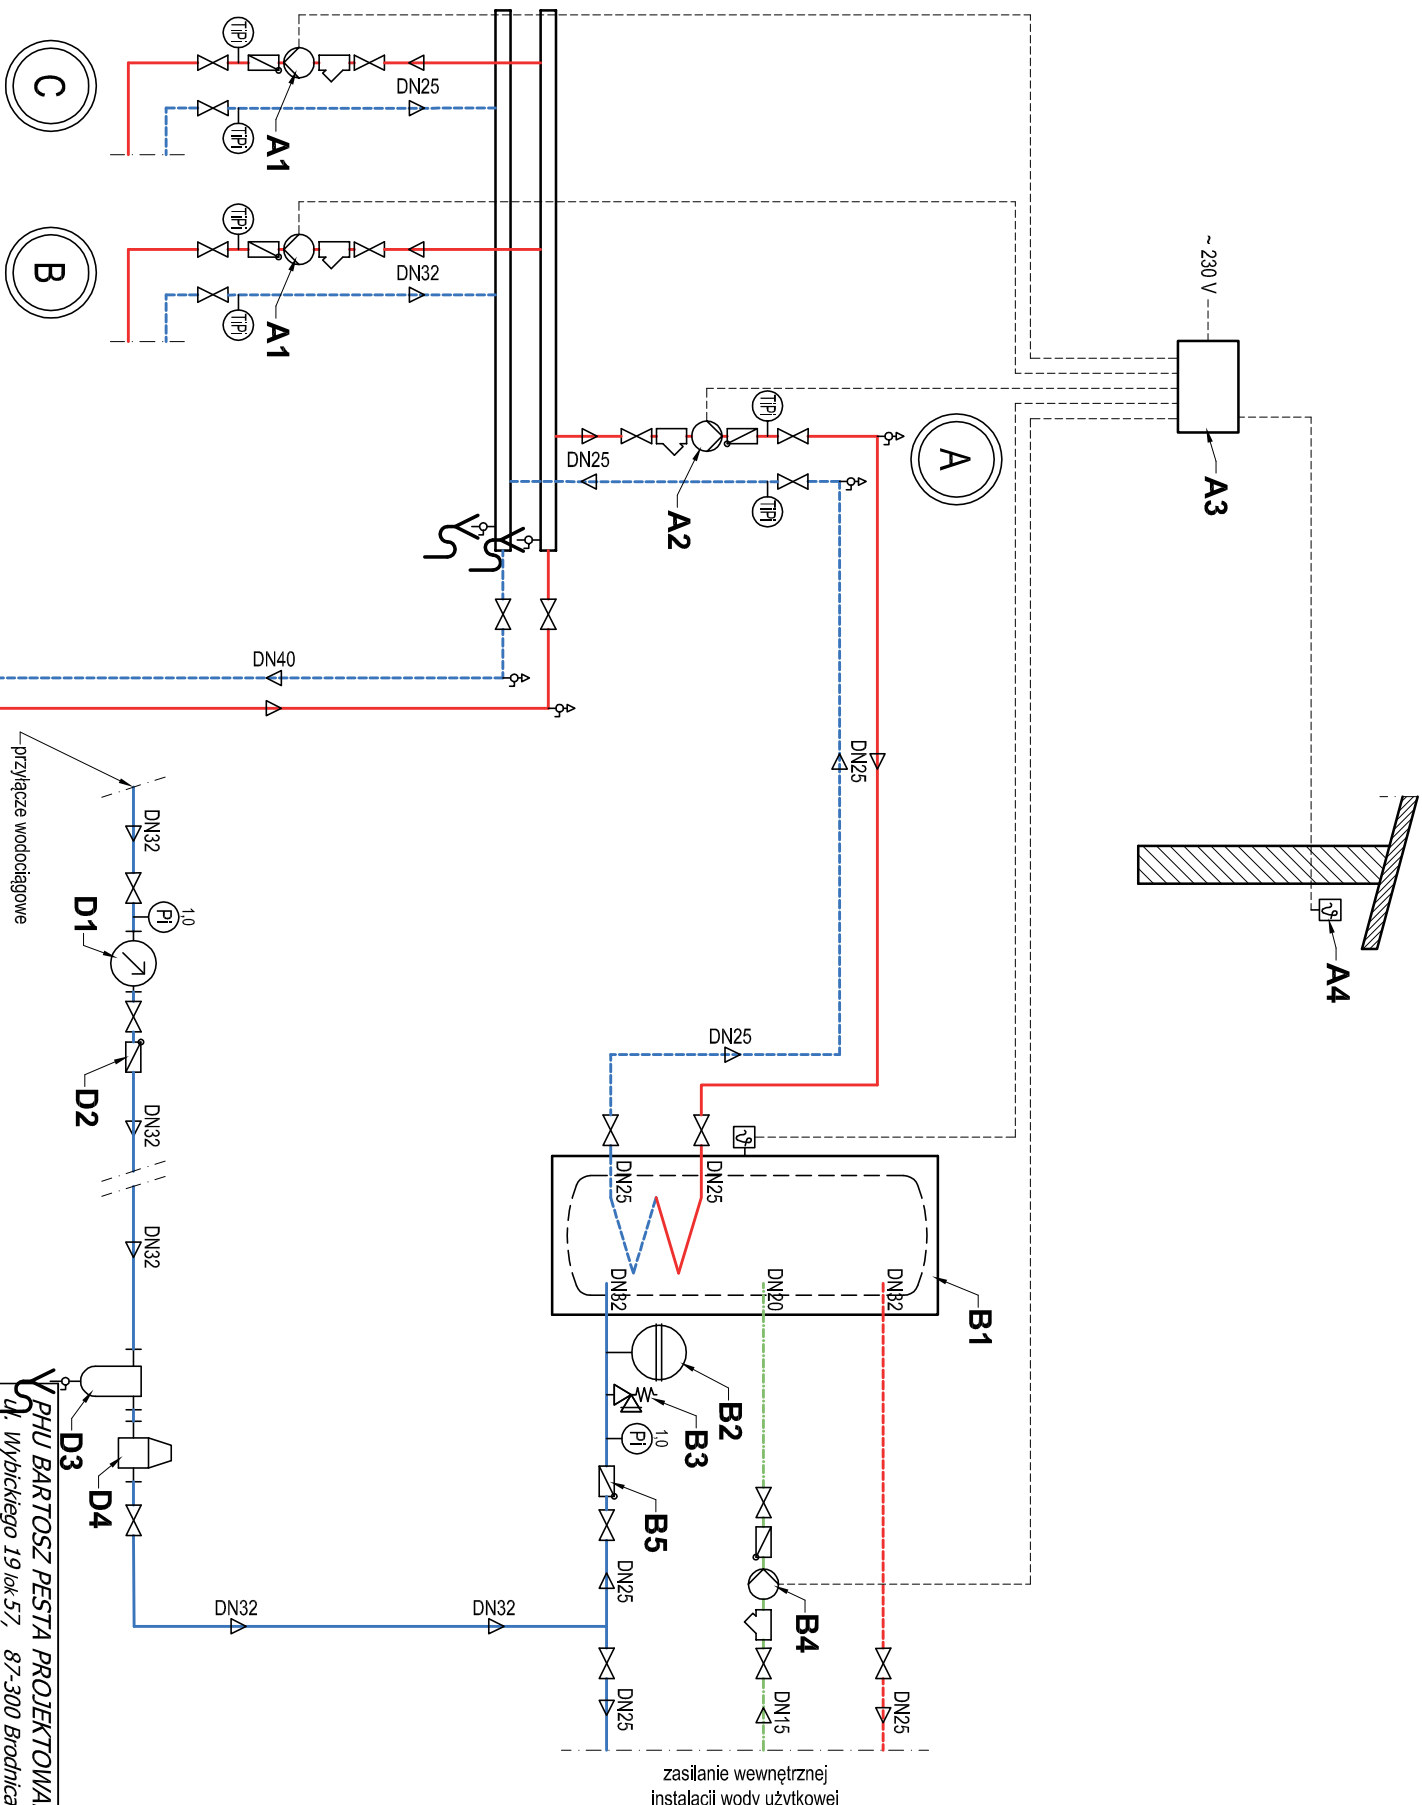 ~ 230 V
A3
A4
C
TiPi
TiPi
DN25
A1
B
TiPi
TiPi
DN32
A1
A
TiPi
TiPi
DN25
A2
DN40
DN25
DN25
przyłącze wodociągowe
DN32
D1
Pi
1,0
D2
DN32
DN32
D3
D4
DN32
DN32
DN25
DN25
DN32
DN20
DN32
B1
B2
B3
Pi
1,0
B5
B4
DN25
DN25
DN15
DN25
zasilanie wewnętrznej
instalacji wody użytkowej
PHU BARTOSZ PESTA PROJEKTOWA
ul. Wybickiego 19 lok57, 87-300 Brodnica